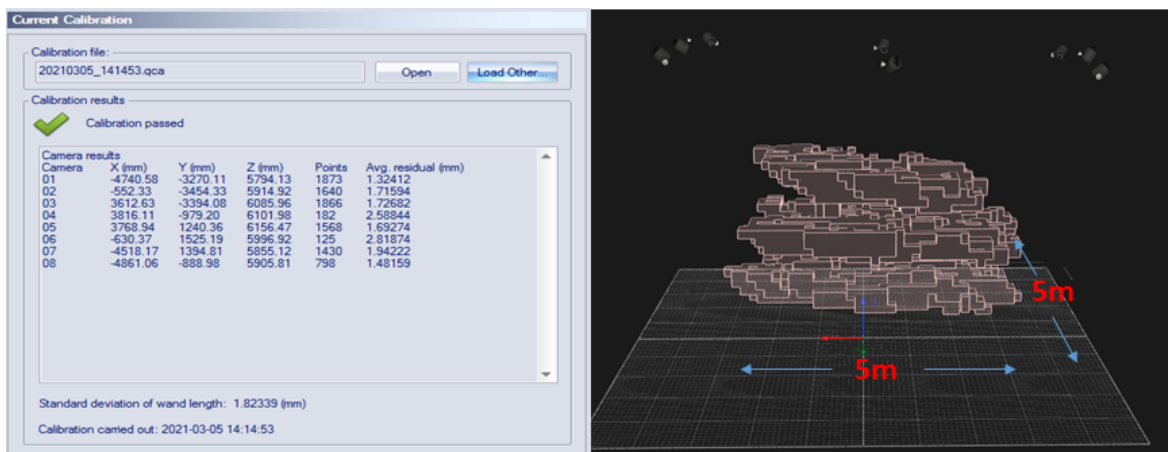 Current Calibration
Calibration file:
20210305_141453.qca
Open
Load Other...
Calibration results
Calibration passed
Camera results
Camera X (mm) Y (mm) Z (mm) Points Avg. residual (mm)
01 -4740.58 -3270.11 5794.13 1873 1.32412
02 -552.33 -3454.33 5914.92 1640 1.71594
03 3612.63 -3394.08 6085.96 1866 1.72682
04 3816.11 -979.20 6101.98 182 2.58844
05 3768.94 1240.36 6156.47 1568 1.69274
06 -630.37 1525.19 5996.92 125 2.81874
07 -4518.17 1394.81 5855.12 1430 1.94222
08 -4861.06 -888.98 5905.81 798 1.48159
Standard deviation of wand length: 1.82339 (mm)
Calibration carried out: 2021-03-05 14:14:53
5m
5m